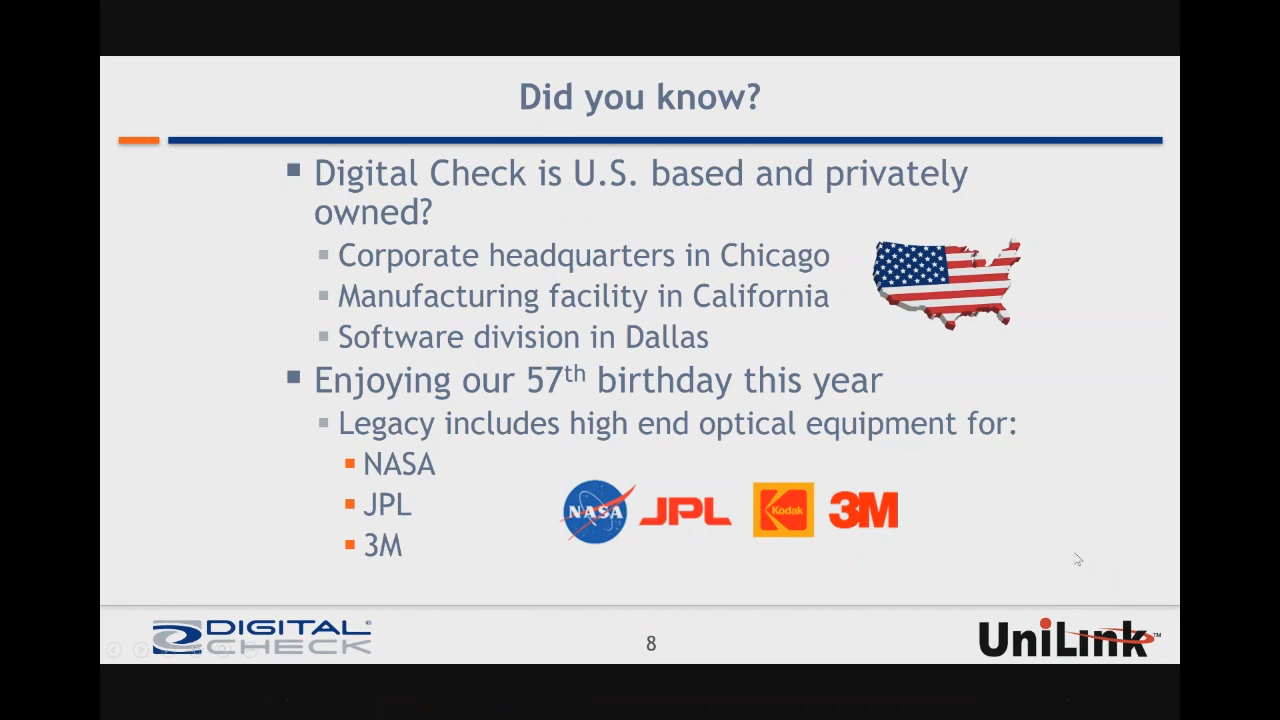 Did you know?
Digital Check is U.S. based and privately
owned?
Corporate headquarters in Chicago
Manufacturing facility in California
Software division in Dallas
Enjoying our 57th birthday this year
Legacy includes high end optical equipment for:
NASA
JPL
3M
NASA JPL Kodak 3M
DIGITAL
CHECK
8
UniLink™